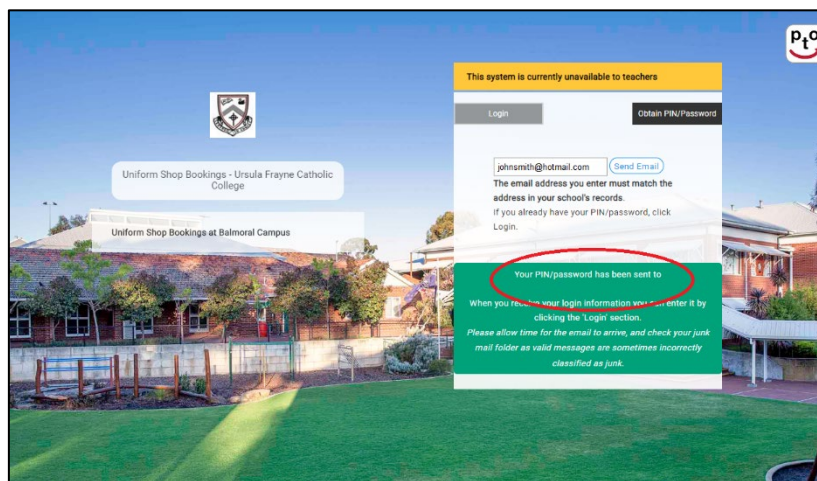 pto
This system is currently unavailable to teachers
Login
Obtain PIN/Password
Uniform Shop Bookings - Ursula Frayne Catholic
College
Uniform Shop Bookings at Balmoral Campus
johnsmith@hotmail.com
Send Email
The email address you enter must match the
address in your school's records.
If you already have your PIN/password, click
Login.
Your PIN/password has been sent to
When you receive your login information you can enter it by
clicking the 'Login' section.
Please allow time for the email to arrive, and check your junk
mail folder as valid messages are sometimes incorrectly
classified as junk.